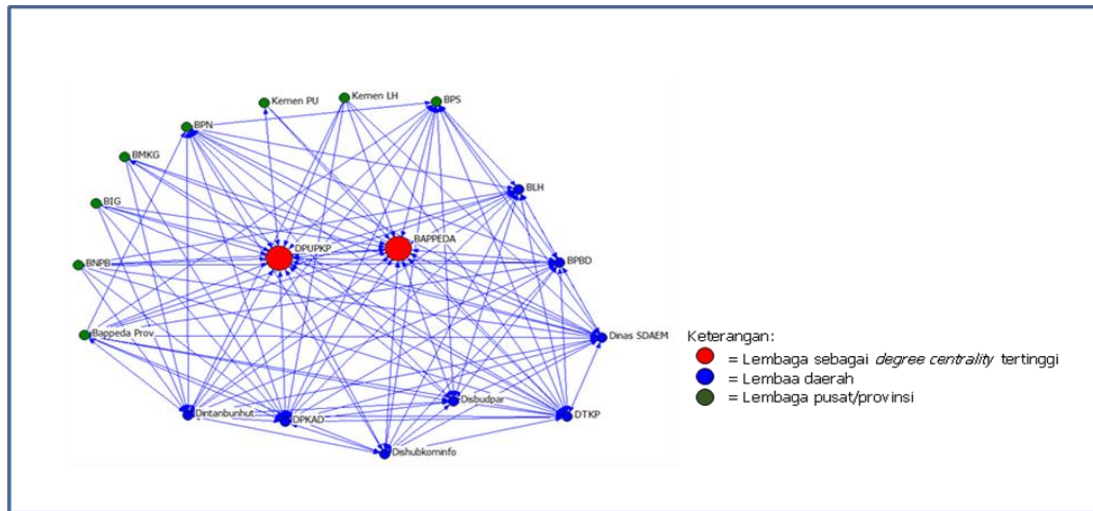 Kemen PU
Kemen LH
BPS
BPN
BMKG
BLH
BIG
BAPPEDA
DPUPKP
BNPB
BPBD
Bappeda Prov
Dinas SDAEM
Disbudpar
Dintanbunhut
DPKAD
DTKP
Dishubkominfo
Keterangan:
= Lembaga sebagai degree centrality tertinggi
= Lembaa daerah
= Lembaga pusat/provinsi